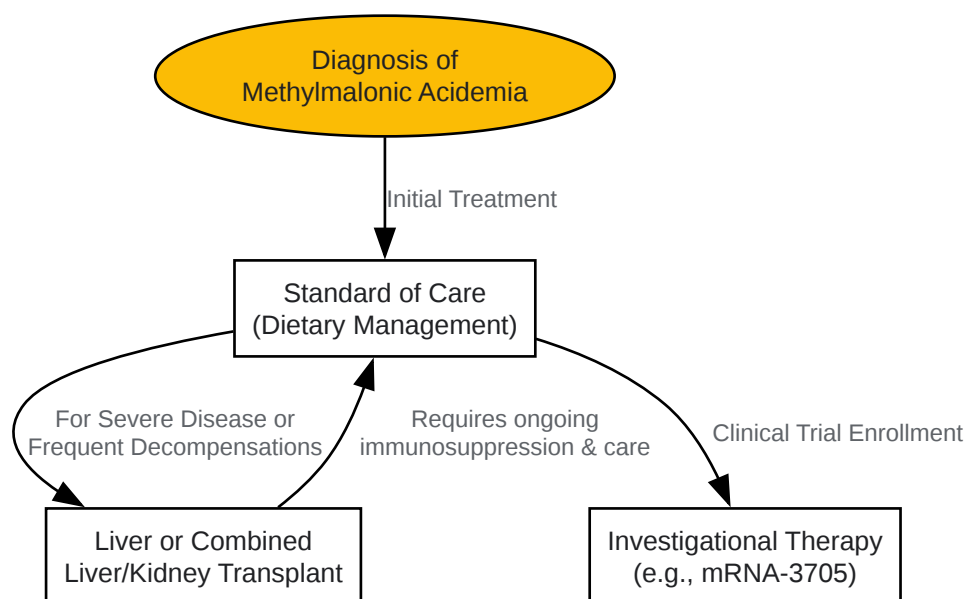 Diagnosis of
Methylmalonic Acidemia
Initial Treatment
Standard of Care
(Dietary Management)
For Severe Disease or
Frequent Decompensations
Requires ongoing
immunosuppression & care
Clinical Trial Enrollment
Liver or Combined
Liver/Kidney Transplant
Investigational Therapy
(e.g., mRNA-3705)